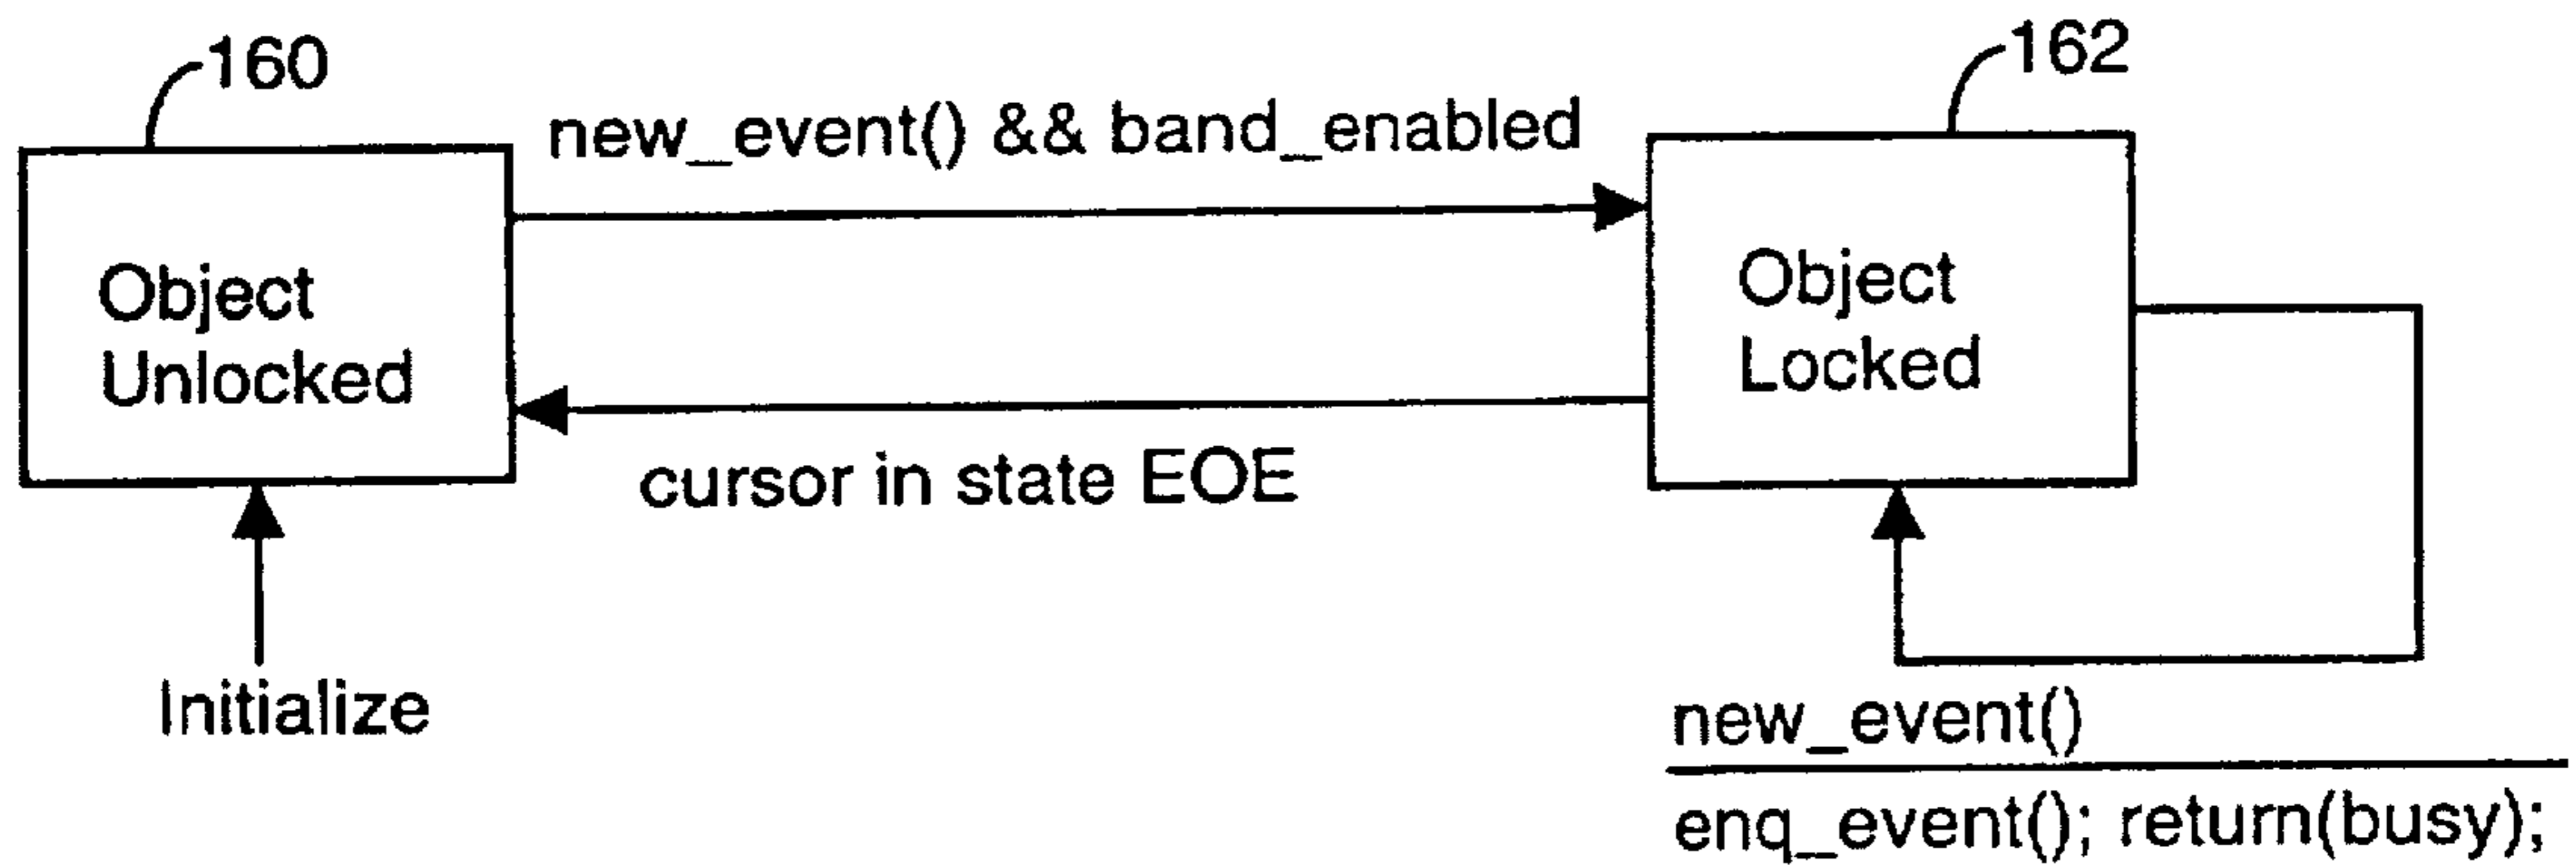 160
162
new_event() && band_enabled
Object
Unlocked
Object
Locked
cursor in state EOE
Initialize
new_event()
enq_event(); return(busy);